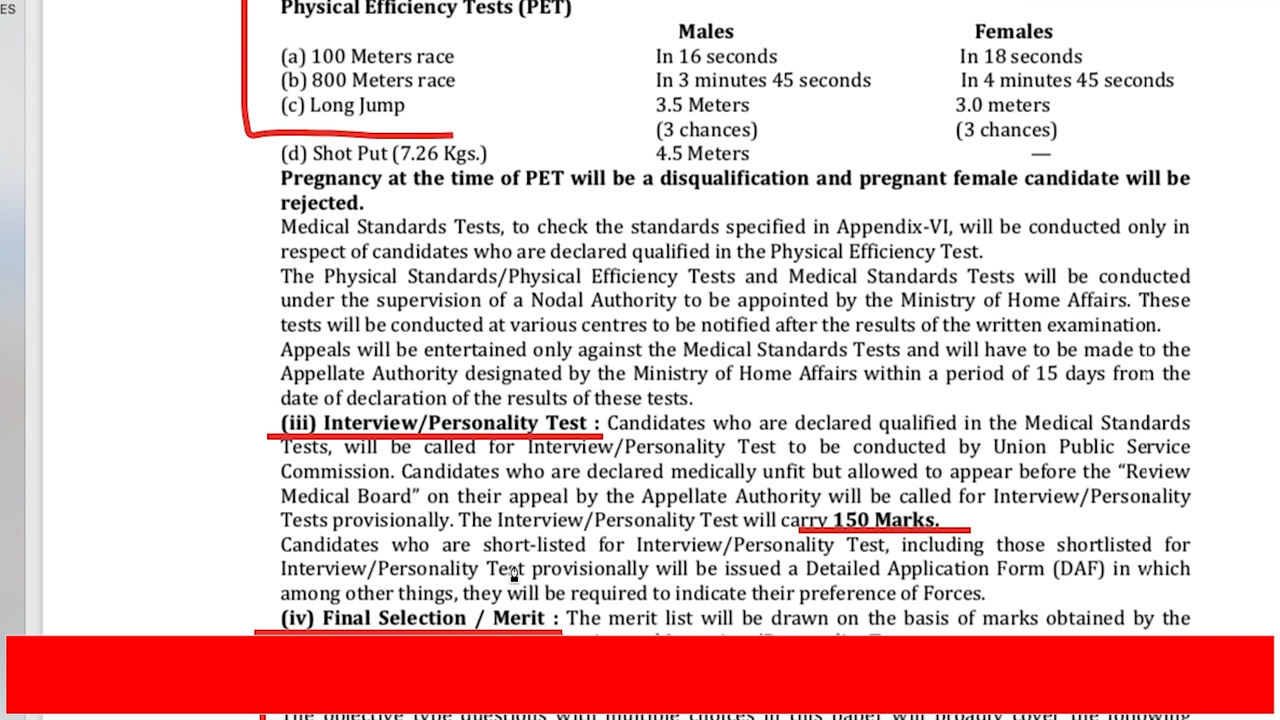 ES
Physical Efficiency Tests (PET)
Males Females
(a) 100 Meters race In 16 seconds In 18 seconds
(b) 800 Meters race In 3 minutes 45 seconds In 4 minutes 45 seconds
(c) Long Jump 3.5 Meters 3.0 meters
(3 chances) (3 chances)
(d) Shot Put (7.26 Kgs.) 4.5 Meters —
Pregnancy at the time of PET will be a disqualification and pregnant female candidate will be
rejected.
Medical Standards Tests, to check the standards specified in Appendix-VI, will be conducted only in
respect of candidates who are declared qualified in the Physical Efficiency Test.
The Physical Standards/Physical Efficiency Tests and Medical Standards Tests will be conducted
under the supervision of a Nodal Authority to be appointed by the Ministry of Home Affairs. These
tests will be conducted at various centres to be notified after the results of the written examination.
Appeals will be entertained only against the Medical Standards Tests and will have to be made to the
Appellate Authority designated by the Ministry of Home Affairs within a period of 15 days from the
date of declaration of the results of these tests.
(iii) Interview/Personality Test : Candidates who are declared qualified in the Medical Standards
Tests, will be called for Interview/Personality Test to be conducted by Union Public Service
Commission. Candidates who are declared medically unfit but allowed to appear before the “Review
Medical Board” on their appeal by the Appellate Authority will be called for Interview/Personality
Tests provisionally. The Interview/Personality Test will carry 150 Marks.
Candidates who are short-listed for Interview/Personality Test, including those shortlisted for
Interview/Personality Test provisionally will be issued a Detailed Application Form (DAF) in which
among other things, they will be required to indicate their preference of Forces.
(iv) Final Selection / Merit : The merit list will be drawn on the basis of marks obtained by the
The objective type questions with multiple choices in this paper will broadly cover the following